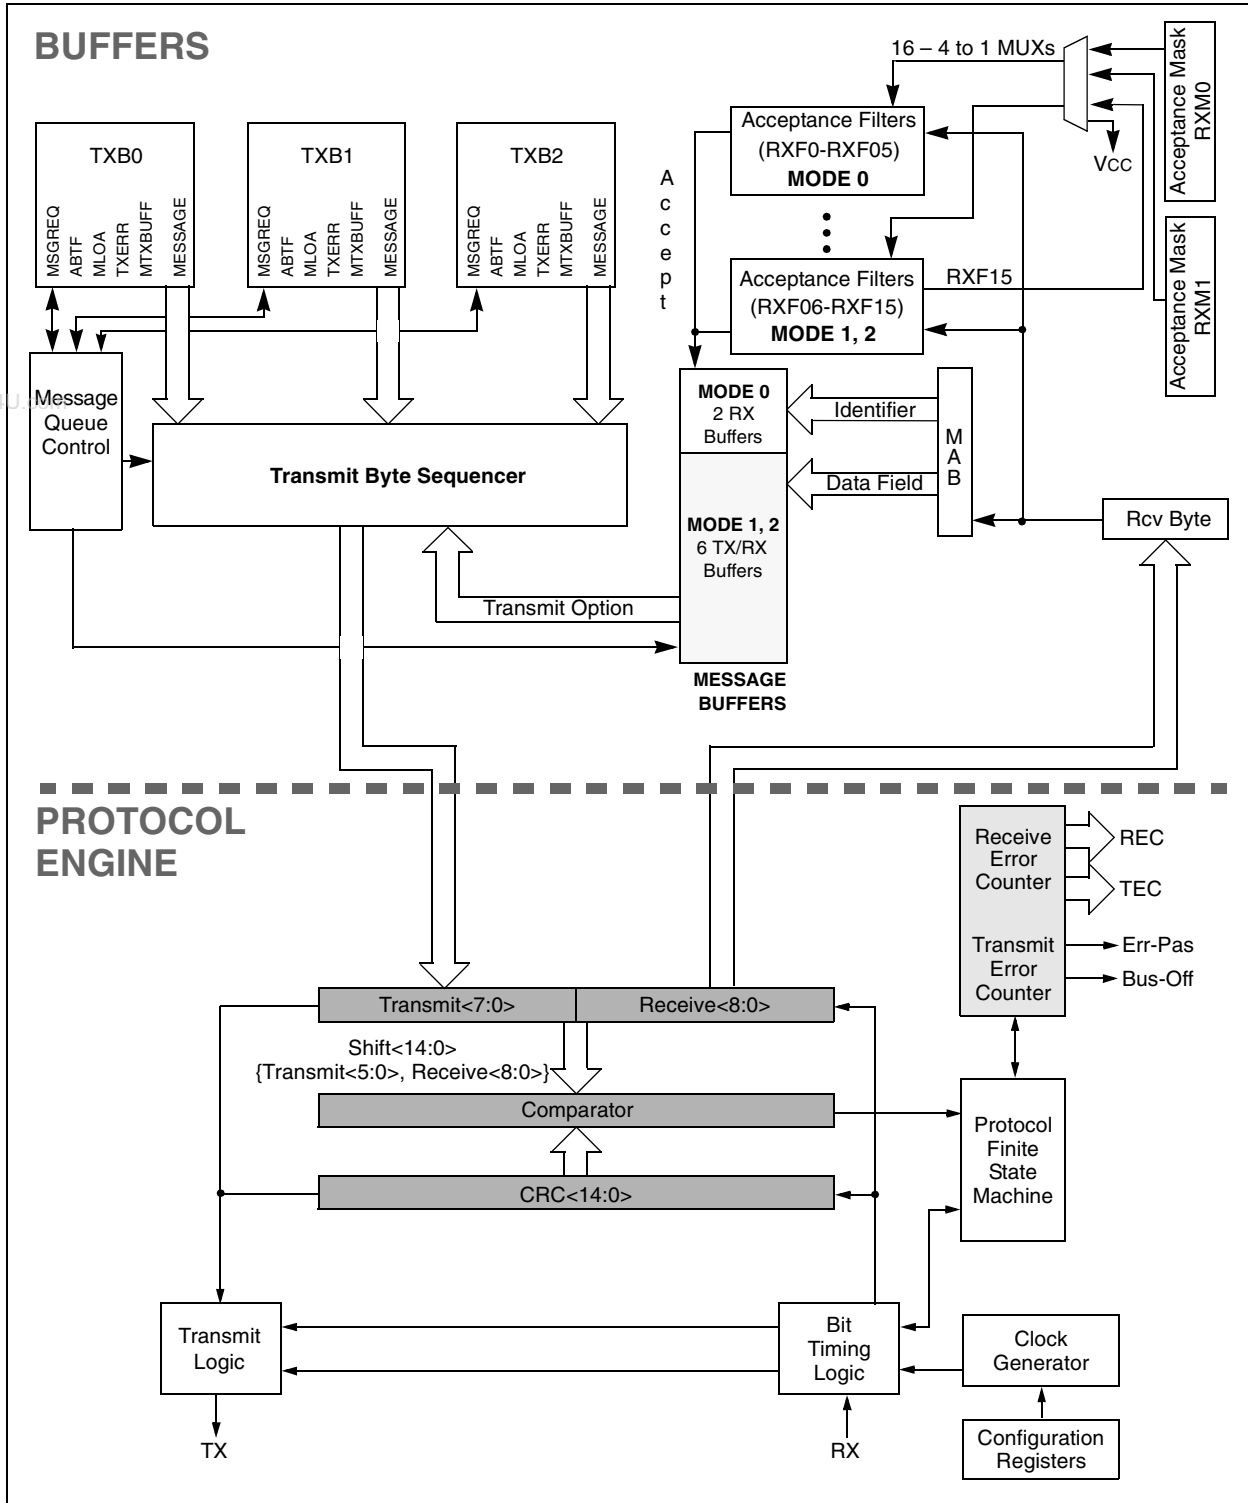 BUFFERS
16 – 4 to 1 MUXs
Acceptance Mask
RXM0
VCC
Acceptance Mask
RXM1
TXB0
MSGREQ
ABTF
MLOA
TXERR
MTXBUFF
MESSAGE
TXB1
MSGREQ
ABTF
MLOA
TXERR
MTXBUFF
MESSAGE
TXB2
MSGREQ
ABTF
MLOA
TXERR
MTXBUFF
MESSAGE
Accept
Acceptance Filters
(RXF0-RXF05)
MODE 0
Acceptance Filters
(RXF06-RXF15)
MODE 1, 2
RXF15
Message
Queue
Control
4U.com
Transmit Byte Sequencer
MODE 0
2 RX
Buffers
Identifier
Data Field
MAB
Rcv Byte
MODE 1, 2
6 TX/RX
Buffers
Transmit Option
MESSAGE
BUFFERS
PROTOCOL
ENGINE
Receive
Error
Counter
REC
TEC
Transmit
Error
Counter
Err-Pas
Bus-Off
Transmit<7:0>
Receive<8:0>
Shift<14:0>
{Transmit<5:0>, Receive<8:0>}
Comparator
CRC<14:0>
Protocol
Finite
State
Machine
Transmit
Logic
Bit
Timing
Logic
Clock
Generator
TX
RX
Configuration
Registers